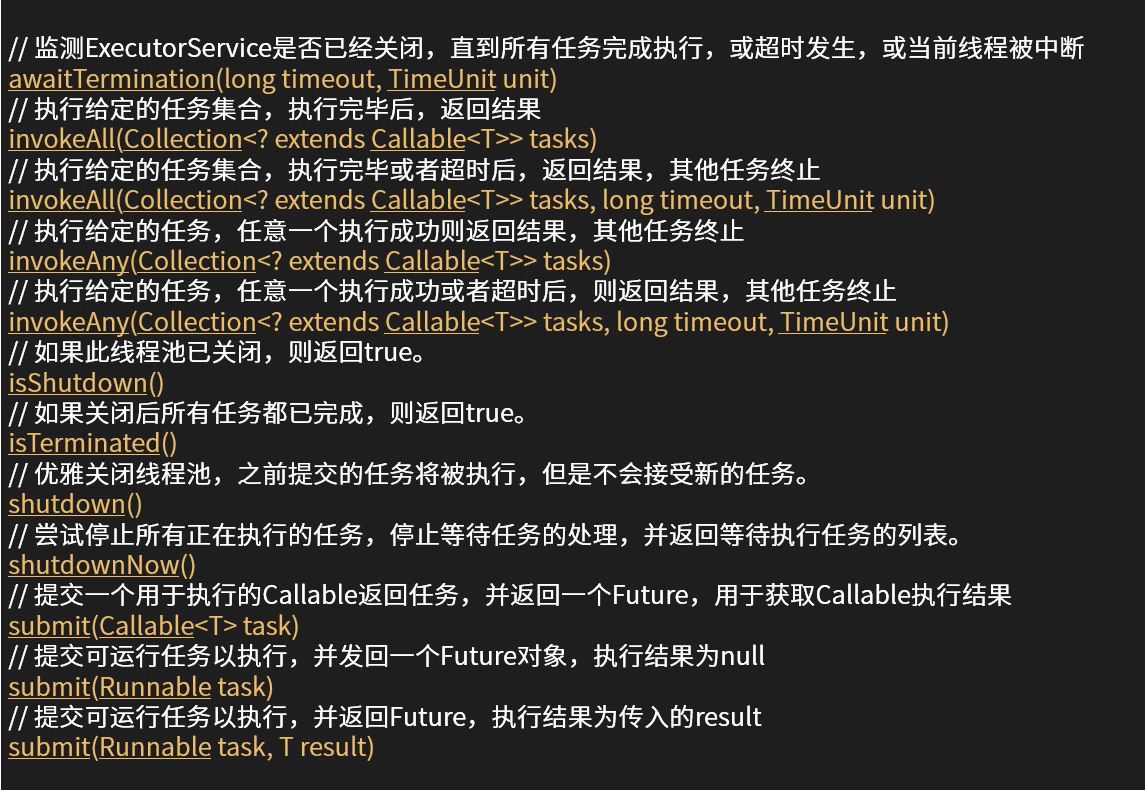 // 监测ExecutorService是否已经关闭，直到所有任务完成执行，或超时发生，或当前线程被中断
awaitTermination(long timeout, TimeUnit unit)
// 执行给定的任务集合，执行完毕后，返回结果
invokeAll(Collection<? extends Callable<T>> tasks)
// 执行给定的任务集合，执行完毕或者超时后，返回结果，其他任务终止
invokeAll(Collection<? extends Callable<T>> tasks, long timeout, TimeUnit unit)
// 执行给定的任务，任意一个执行成功则返回结果，其他任务终止
invokeAny(Collection<? extends Callable<T>> tasks)
// 执行给定的任务，任意一个执行成功或者超时后，则返回结果，其他任务终止
invokeAny(Collection<? extends Callable<T>> tasks, long timeout, TimeUnit unit)
// 如果此线程池已关闭，则返回true。
isShutdown()
// 如果关闭后所有任务都已完成，则返回true。
isTerminated()
// 优雅关闭线程池，之前提交的任务将被执行，但是不会接受新的任务。
shutdown()
// 尝试停止所有正在执行的任务，停止等待任务的处理，并返回等待执行任务的列表。
shutdownNow()
// 提交一个用于执行的Callable返回任务，并返回一个Future，用于获取Callable执行结果
submit(Callable<T> task)
// 提交可运行任务以执行，并发回一个Future对象，执行结果为null
submit(Runnable task)
// 提交可运行任务以执行，并返回Future，执行结果为传入的result
submit(Runnable task, T result)